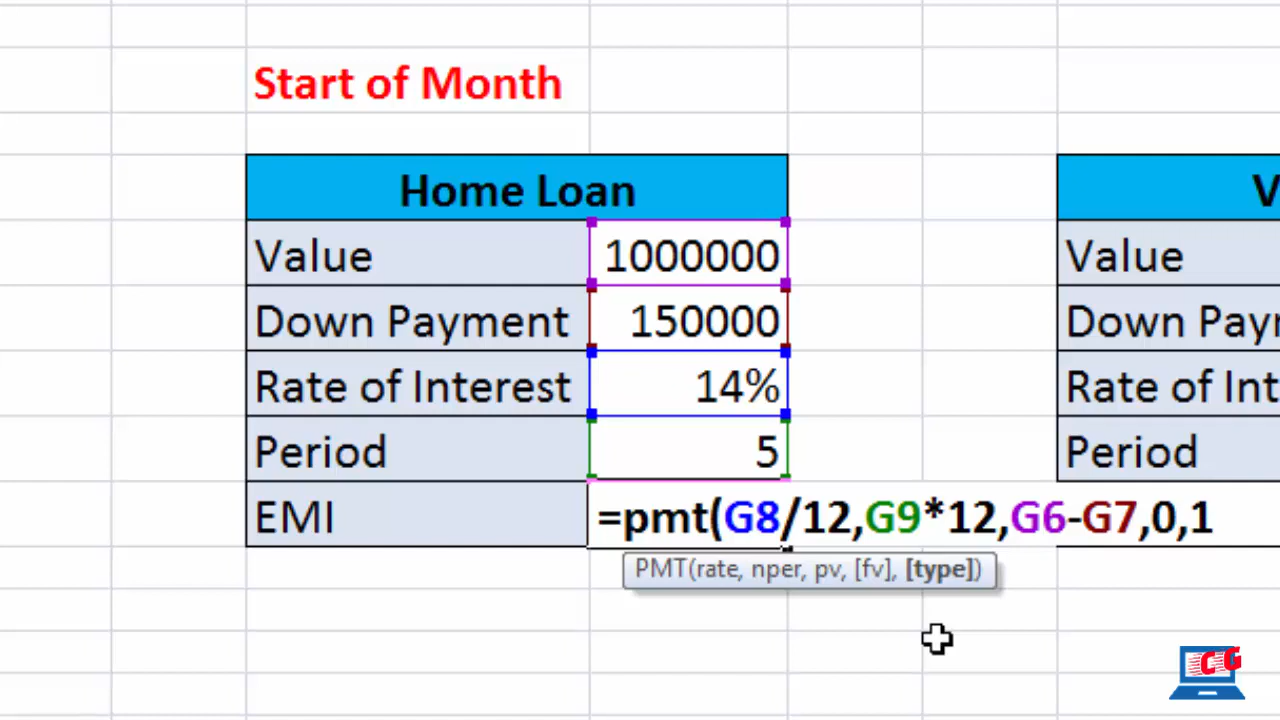 Start of Month
Home Loan
V
Value 1000000 Value
Down Payment 150000 Down Payr
Rate of Interest 14% Rate of Int
Period 5 Period
EMI =pmt(G8/12,G9*12,G6-G7,0,1
PMT(rate, nper, pv, [fv], [type])
GG